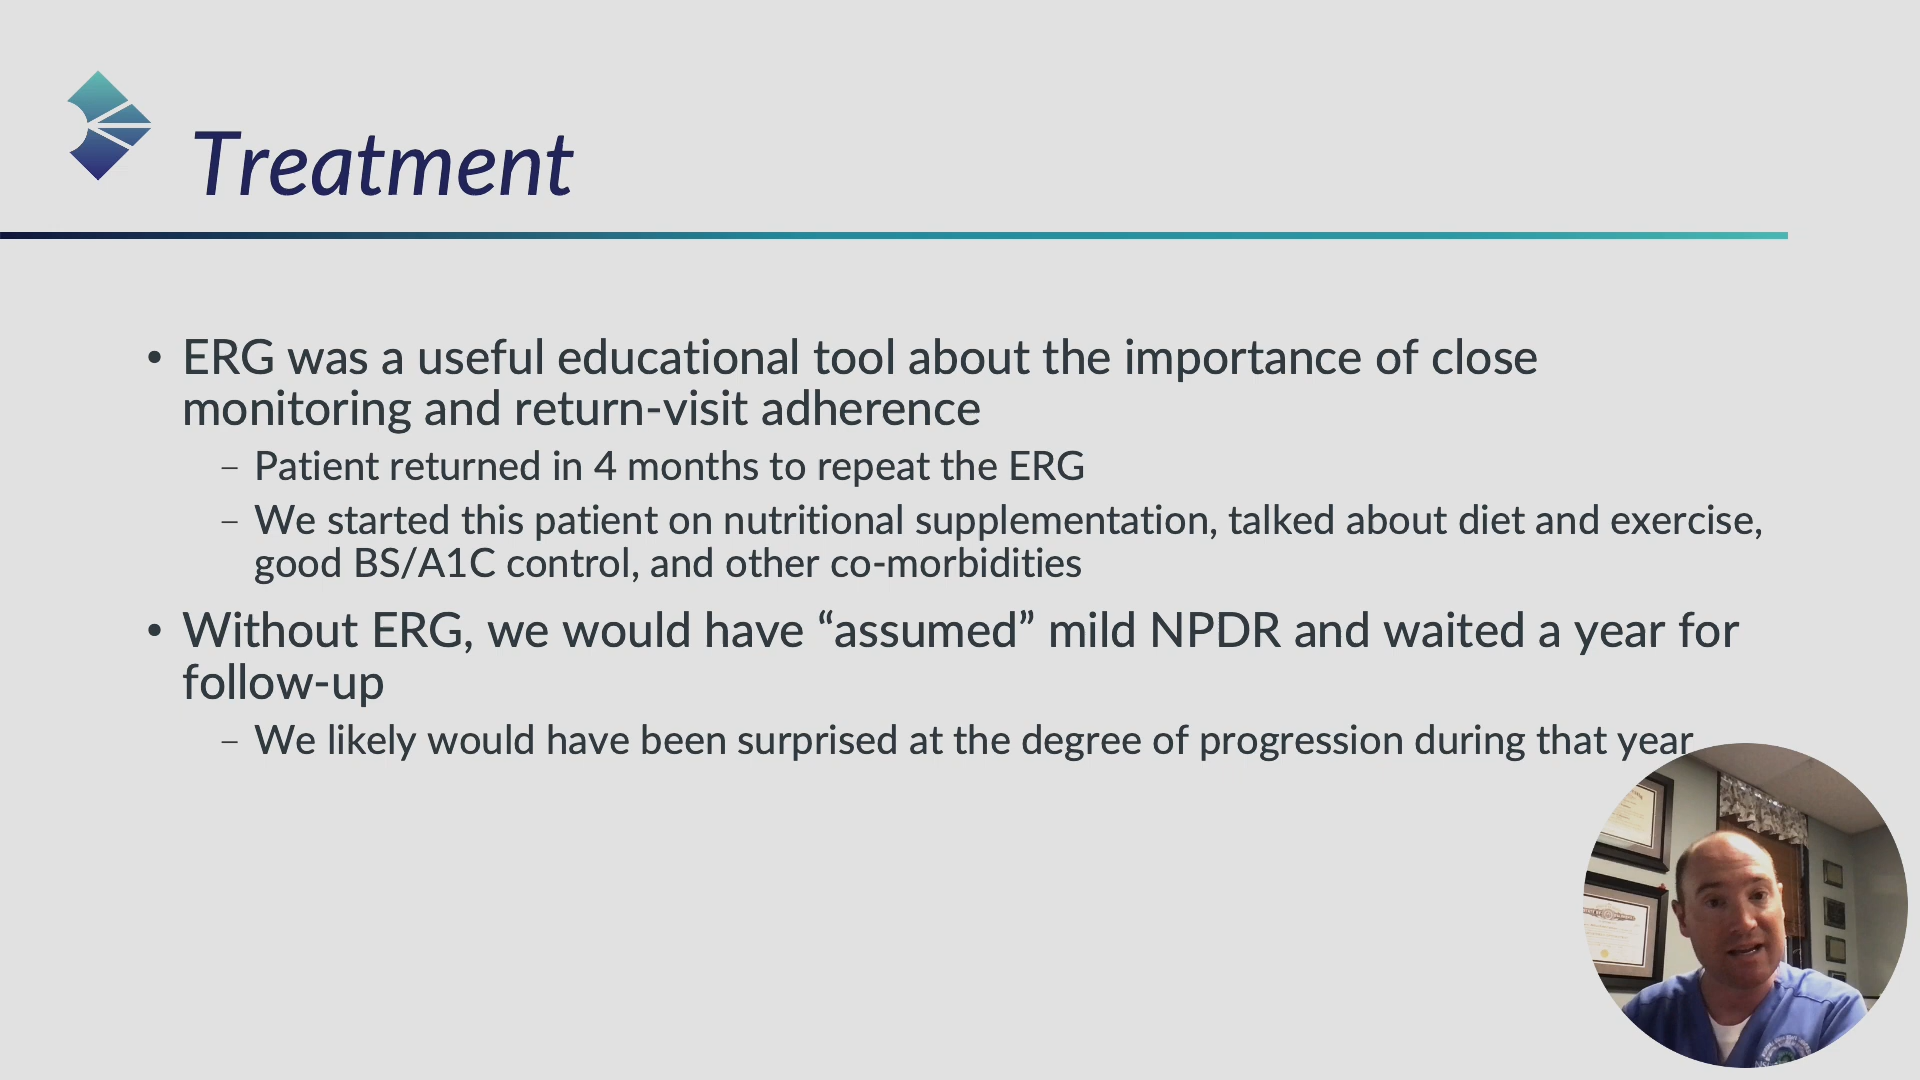 Treatment
• ERG was a useful educational tool about the importance of close
monitoring and return-visit adherence
– Patient returned in 4 months to repeat the ERG
– We started this patient on nutritional supplementation, talked about diet and exercise,
good BS/A1C control, and other co-morbidities
• Without ERG, we would have “assumed” mild NPDR and waited a year for
follow-up
– We likely would have been surprised at the degree of progression during that year